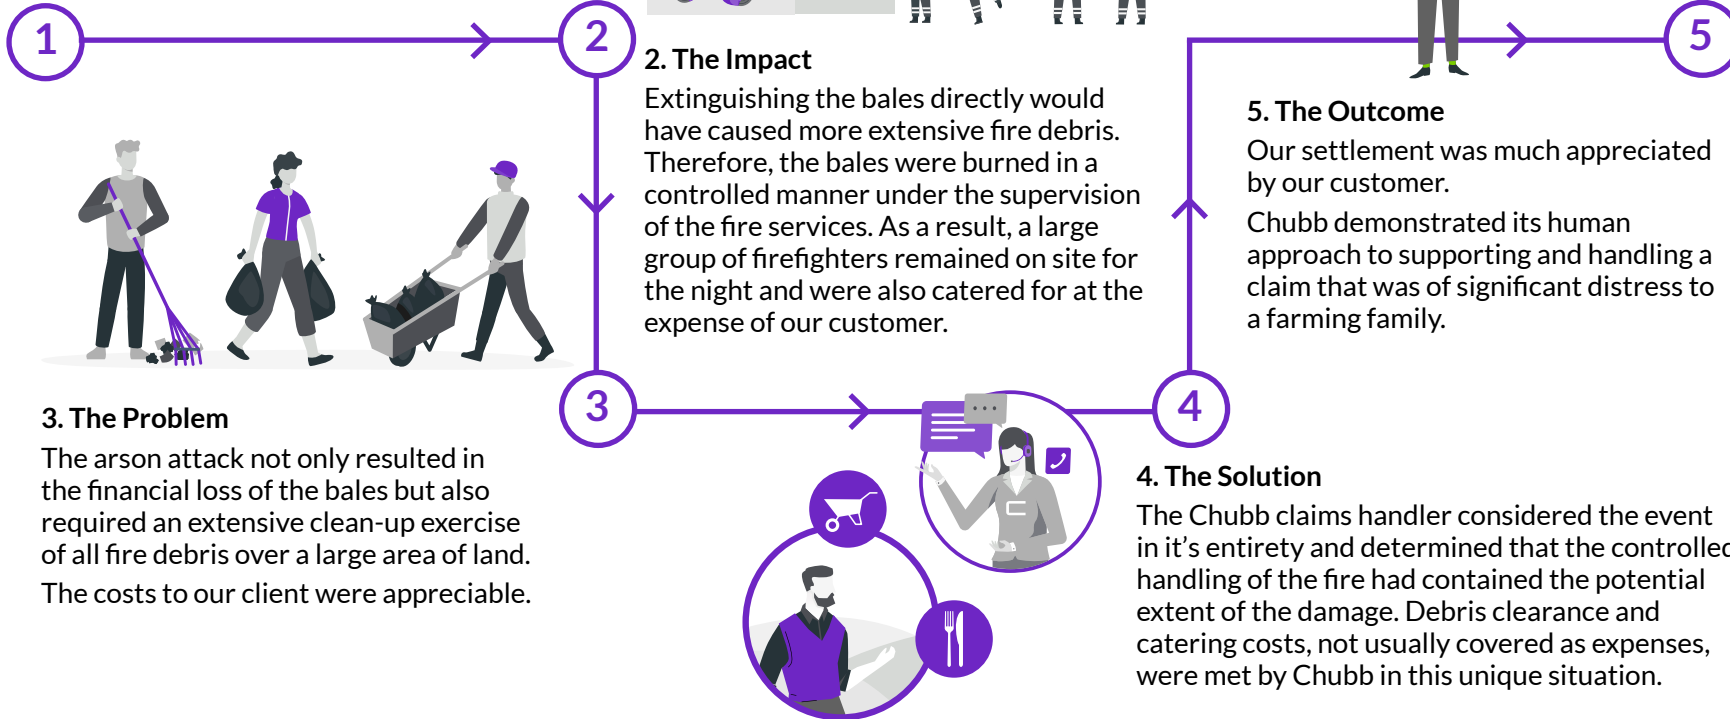 1
2
2. The Impact
Extinguishing the bales directly would
have caused more extensive fire debris.
Therefore, the bales were burned in a
controlled manner under the supervision
of the fire services. As a result, a large
group of firefighters remained on site for
the night and were also catered for at the
expense of our customer.
3
3. The Problem
The arson attack not only resulted in
the financial loss of the bales but also
required an extensive clean-up exercise
of all fire debris over a large area of land.
The costs to our client were appreciable.
4
4. The Solution
The Chubb claims handler considered the event
in it’s entirety and determined that the controlled
handling of the fire had contained the potential
extent of the damage. Debris clearance and
catering costs, not usually covered as expenses,
were met by Chubb in this unique situation.
5
5. The Outcome
Our settlement was much appreciated
by our customer.
Chubb demonstrated its human
approach to supporting and handling a
claim that was of significant distress to
a farming family.